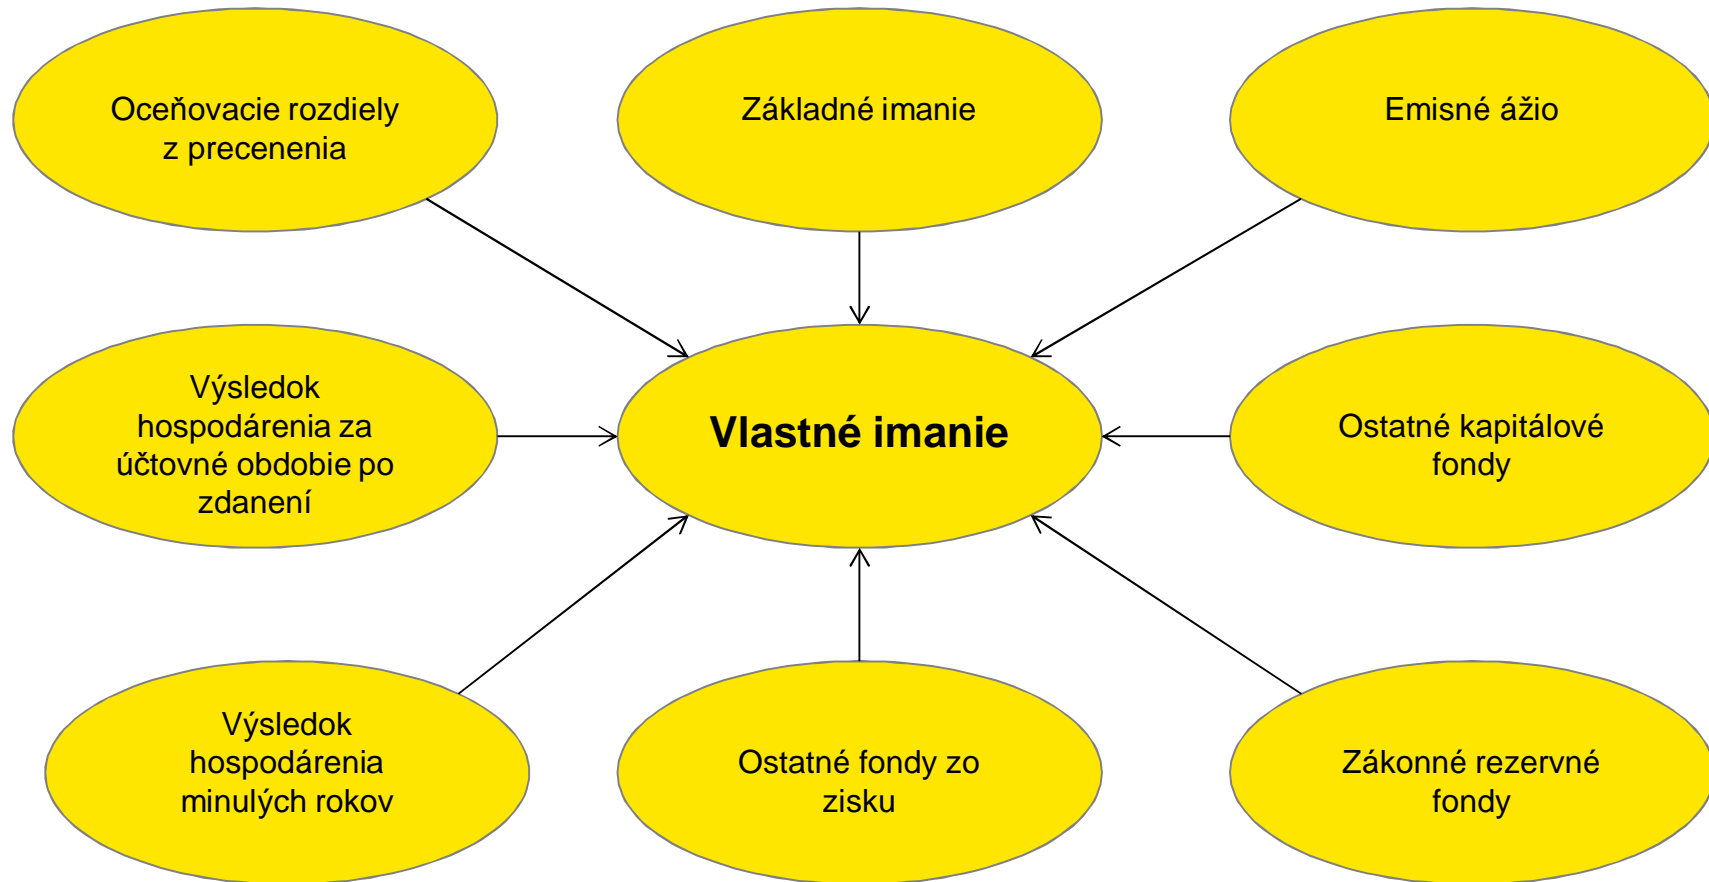 Oceňovacie rozdiely
z precenenia
Základné imanie
Emisné ážio
Výsledok
hospodárenia za
účtovné obdobie po
zdanení
Vlastné imanie
Ostatné kapitálové
fondy
Výsledok
hospodárenia
minulých rokov
Ostatné fondy zo
zisku
Zákonné rezervné
fondy